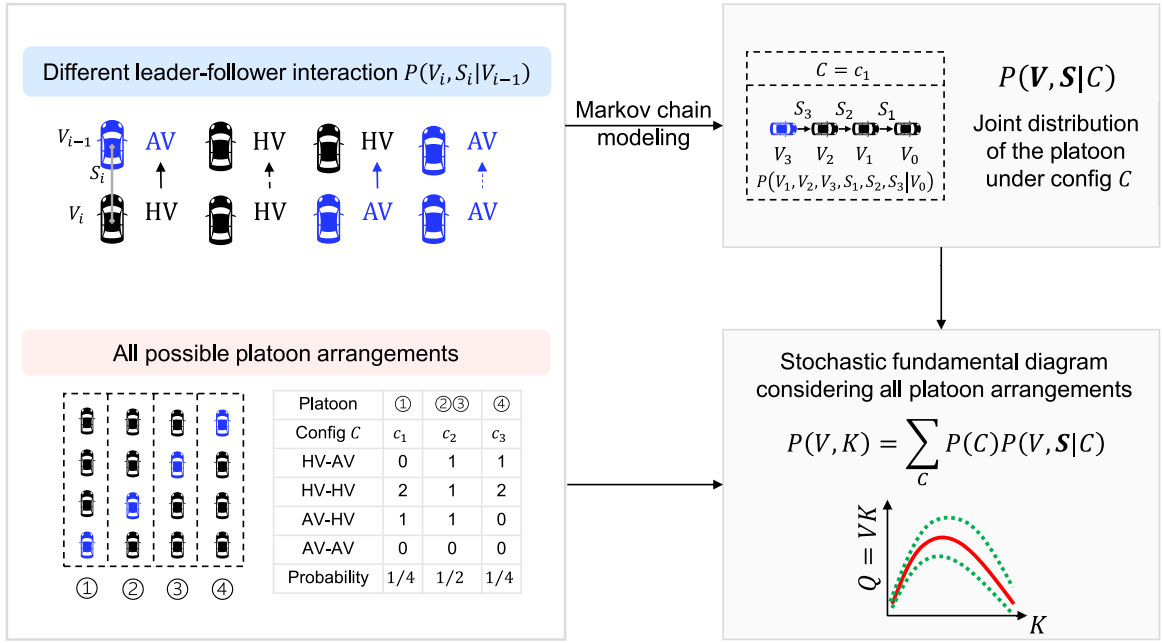 Different leader-follower interaction P(V_i, S_i|V_{i−1})
V_{i−1} AV HV HV AV
S_i
V_i HV HV AV AV
All possible platoon arrangements
① ② ③ ④
Platoon ① ②③ ④
Config C c_1 c_2 c_3
HV-AV 0 1 1
HV-HV 2 1 2
AV-HV 1 1 0
AV-AV 0 0 0
Probability 1/4 1/2 1/4
Markov chain
modeling
C = c_1
S_3 S_2 S_1
V_3 V_2 V_1 V_0
P(V_1, V_2, V_3, S_1, S_2, S_3|V_0)
P(V, S|C)
Joint distribution
of the platoon
under config C
Stochastic fundamental diagram
considering all platoon arrangements
P(V, K) = ∑_C P(C)P(V, S|C)
Q = VK
K